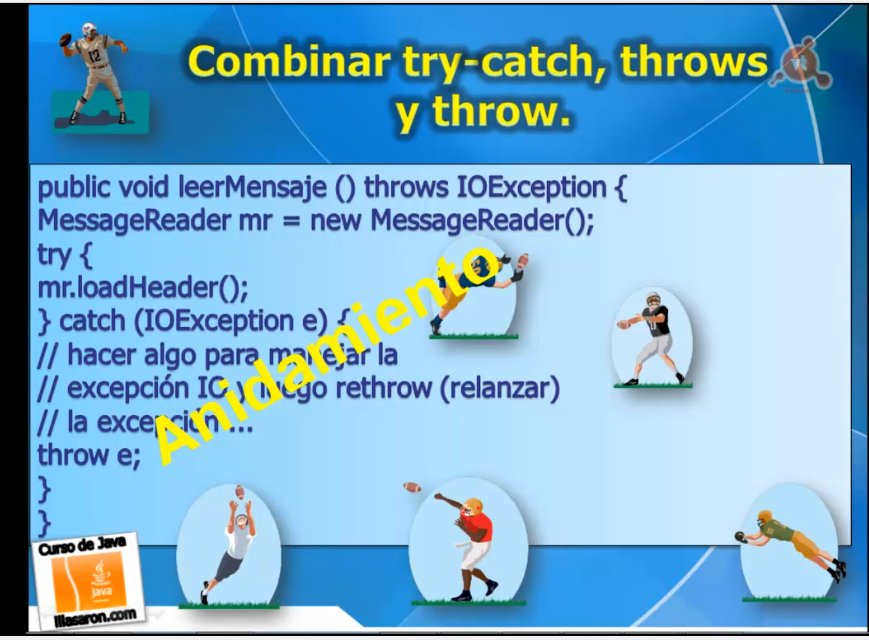 Combinar try-catch, throws
y throw.
public void leerMensaje () throws IOException {
MessageReader mr = new MessageReader();
try {
mr.loadHeader();
} catch (IOException e) {
// hacer algo para manejar la
// excepción IO y luego rethrow (relanzar)
// la excepción ...
throw e;
}
}
Anidamiento
Curso de Java
java
illasaron.com
12